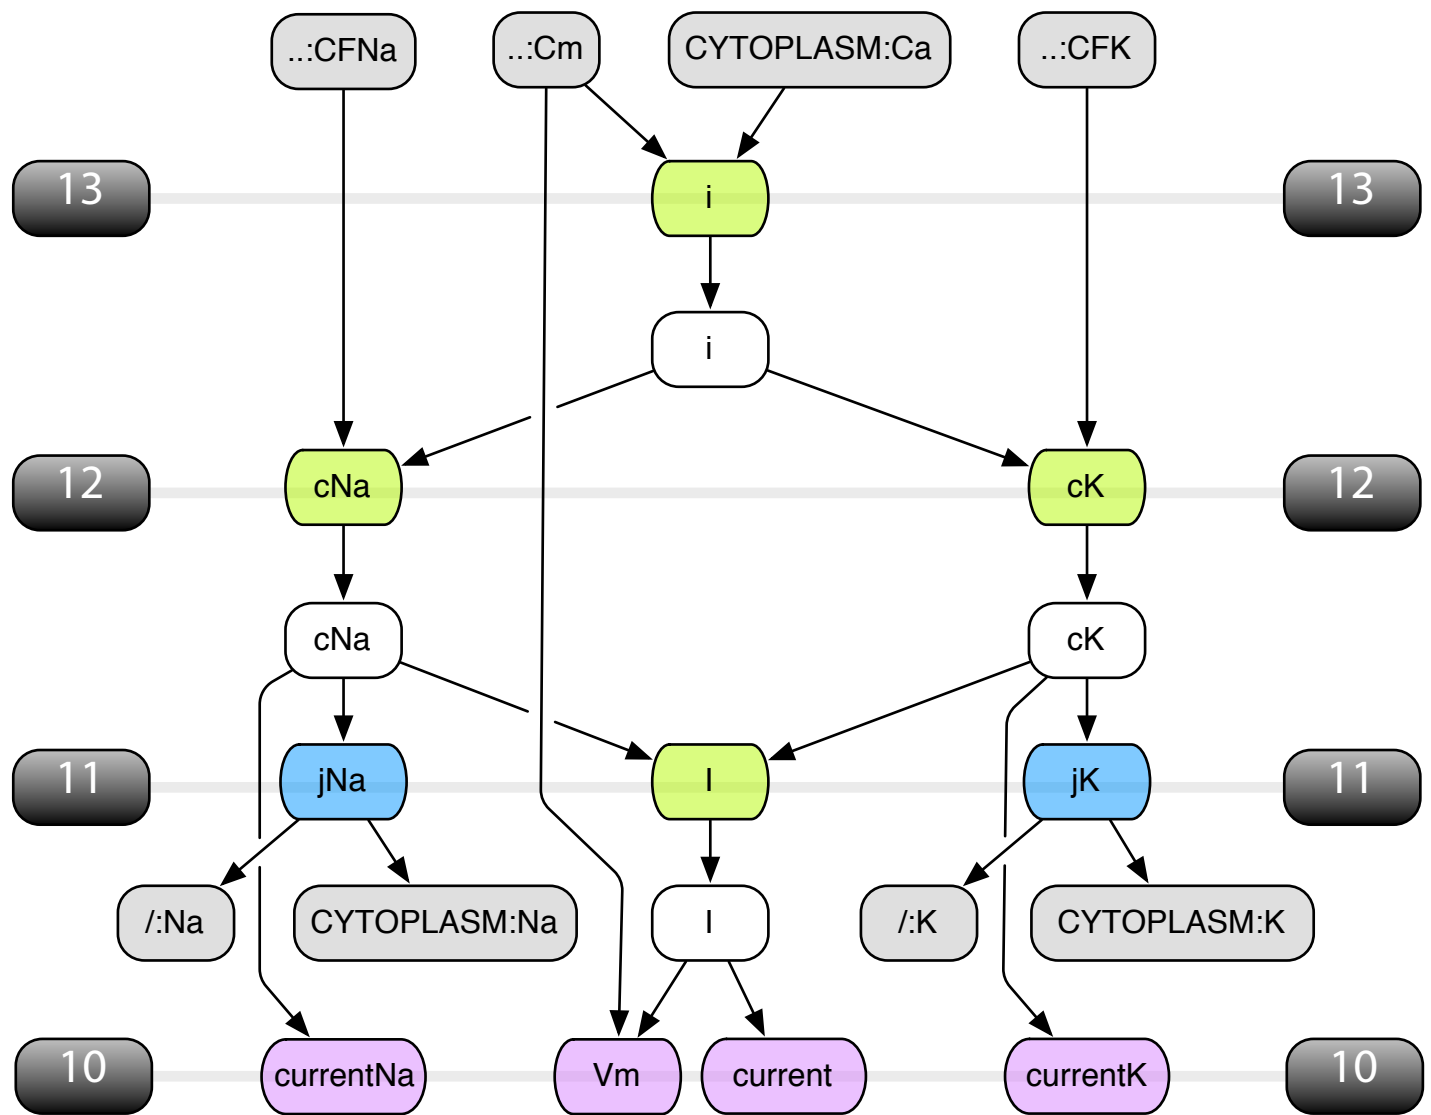 ..:CFNa
..:Cm
CYTOPLASM:Ca
..:CFK
13
i
13
i
12
cNa
cK
12
cNa
cK
11
jNa
I
jK
11
/:Na
CYTOPLASM:Na
I
/:K
CYTOPLASM:K
10
currentNa
Vm
current
currentK
10